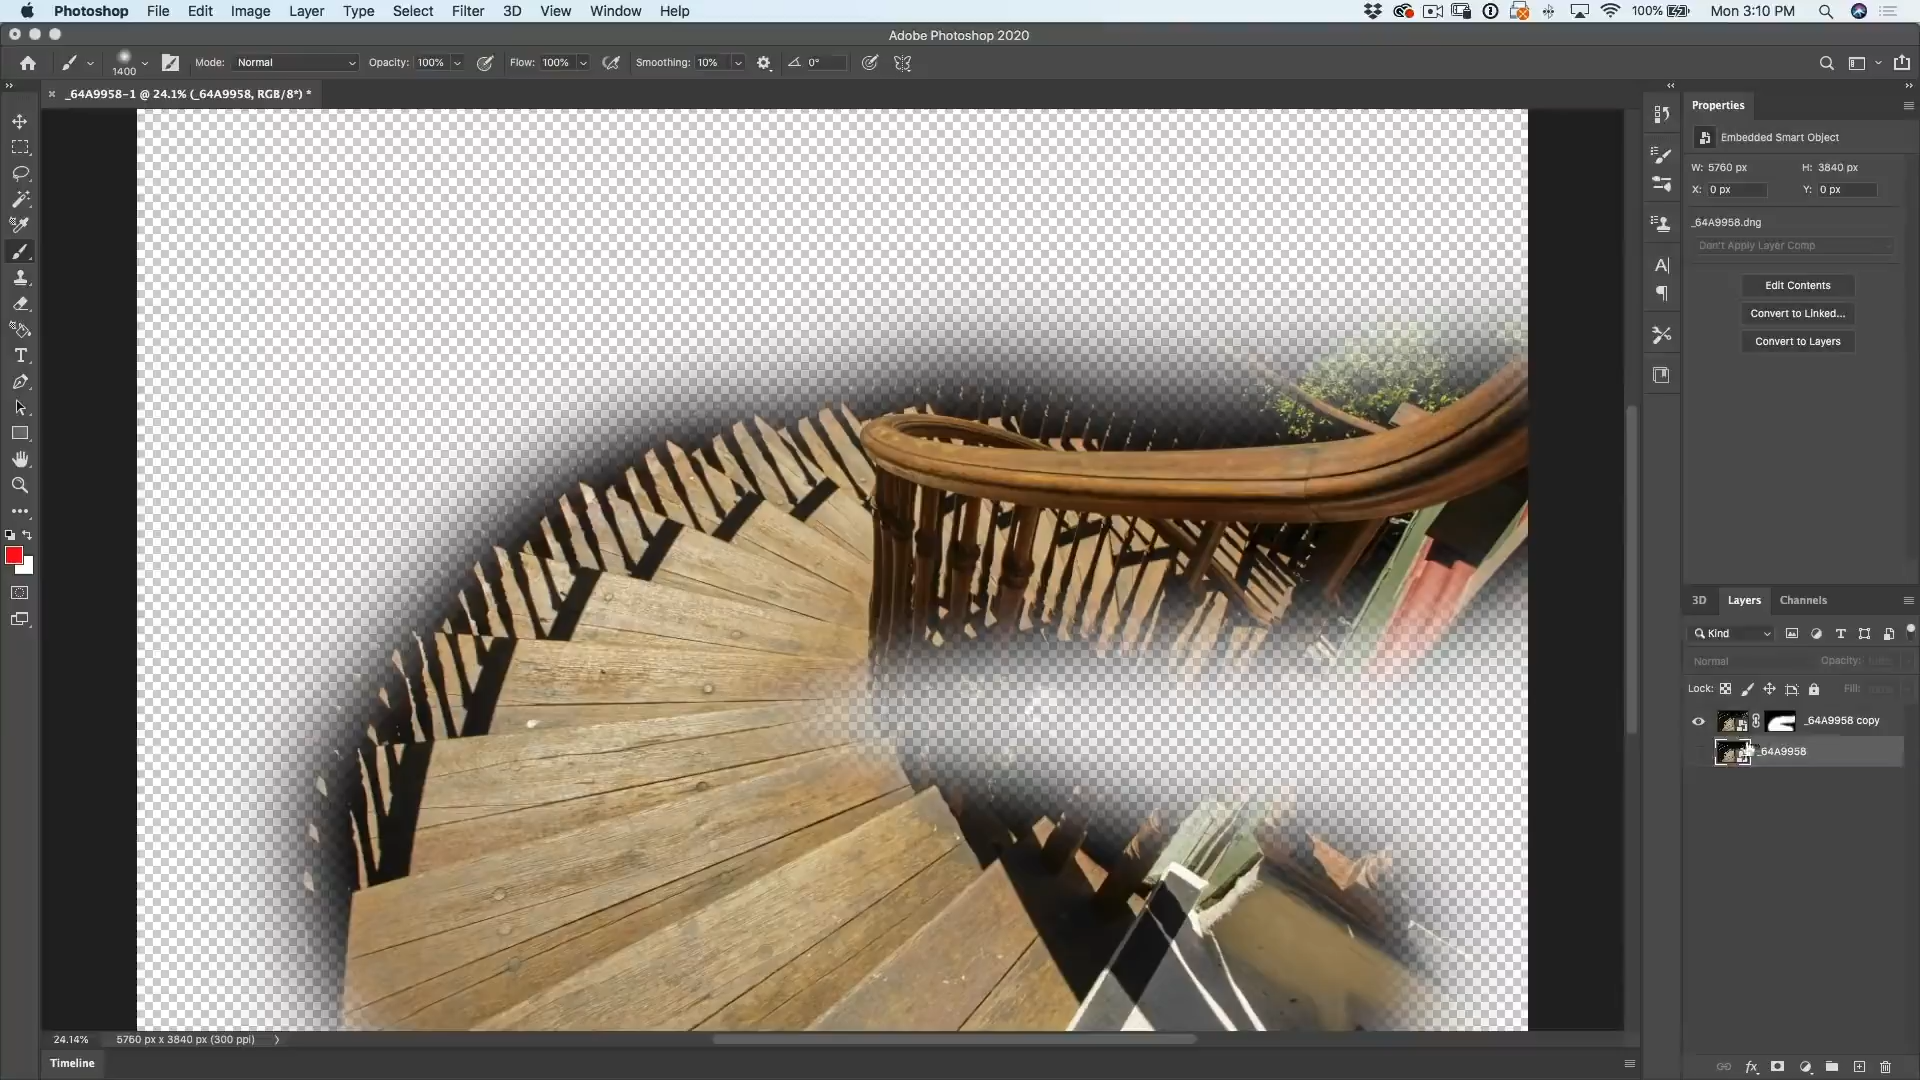 Photoshop File Edit Image Layer Type Select Filter 3D View Window Help 100% Mon 3:10 PM
Adobe Photoshop 2020
1400 Mode: Normal Opacity: 100% Flow: 100% Smoothing: 10% 0°
_64A9958-1 @ 24.1% (_64A9958, RGB/8*) *
Properties
Embedded Smart Object
W: 5760 px H: 3840 px
X: 0 px Y: 0 px
_64A9958.dng
Don't Apply Layer Comp
Edit Contents
Convert to Linked...
Convert to Layers
3D Layers Channels
Kind
Normal Opacity:
Lock: Fill:
_64A9958 copy
_64A9958
24.14% 5760 px x 3840 px (300 ppi)
Timeline